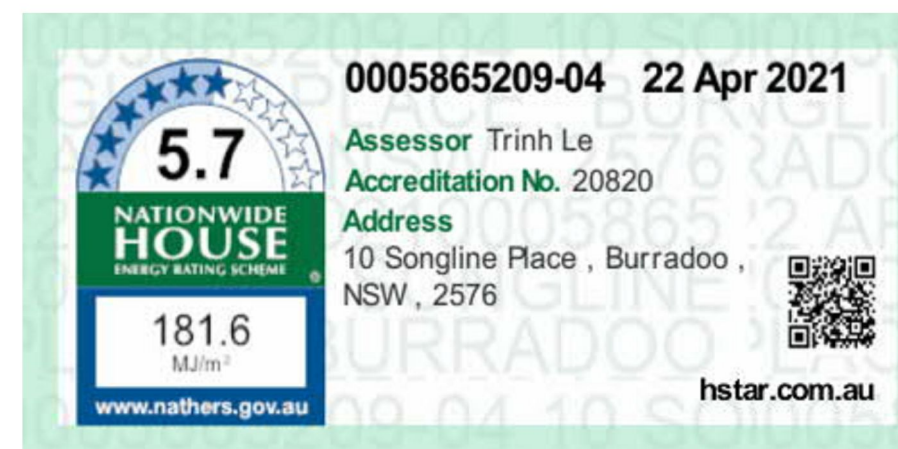 0005865209-04 22 Apr 2021
5.7
NATIONWIDE
HOUSE
ENERGY RATING SCHEME
®
181.6
MJ/m²
www.nathers.gov.au
Assessor Trinh Le
Accreditation No. 20820
Address
10 Songline Place , Burradoo ,
NSW , 2576
hstar.com.au